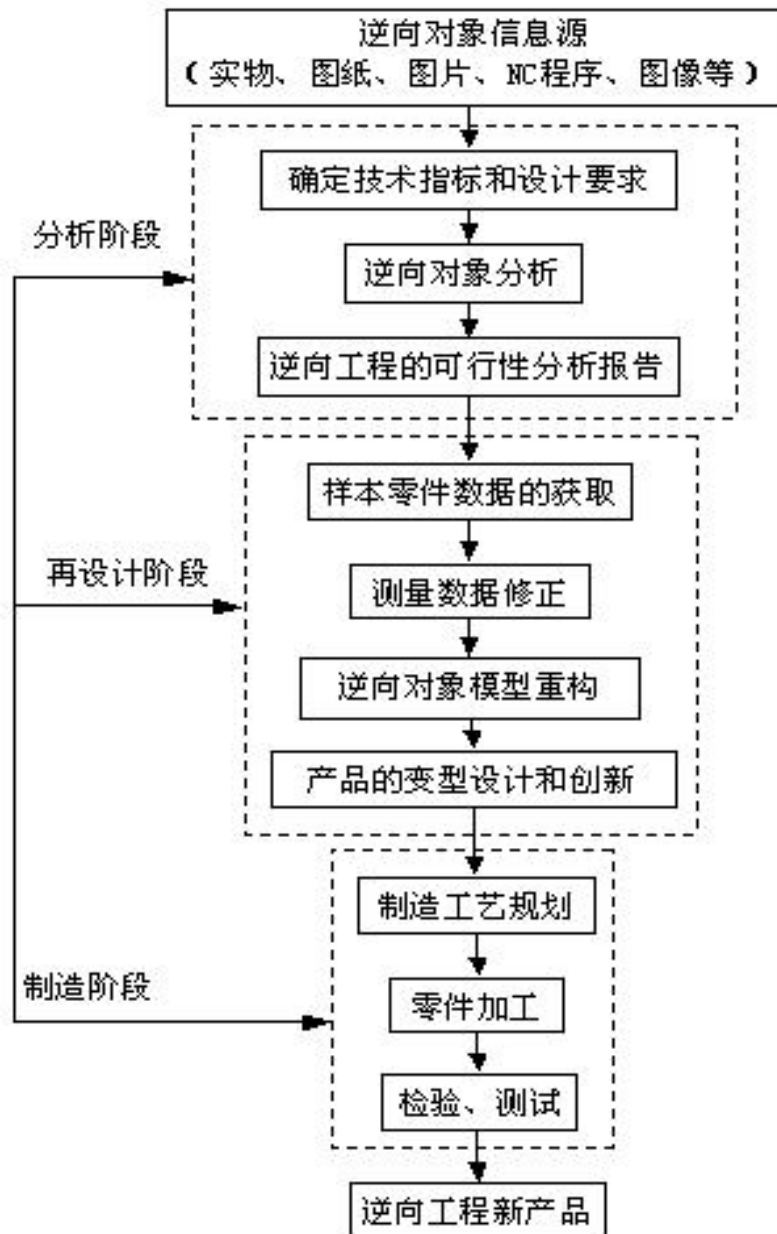 逆向对象信息源
(实物、图纸、图片、NC程序、图像等)
确定技术指标和设计要求
分析阶段
逆向对象分析
逆向工程的可行性分析报告
样本零件数据的获取
再设计阶段
测量数据修正
逆向对象模型重构
产品的变型设计和创新
制造工艺规划
制造阶段
零件加工
检验、测试
逆向工程新产品